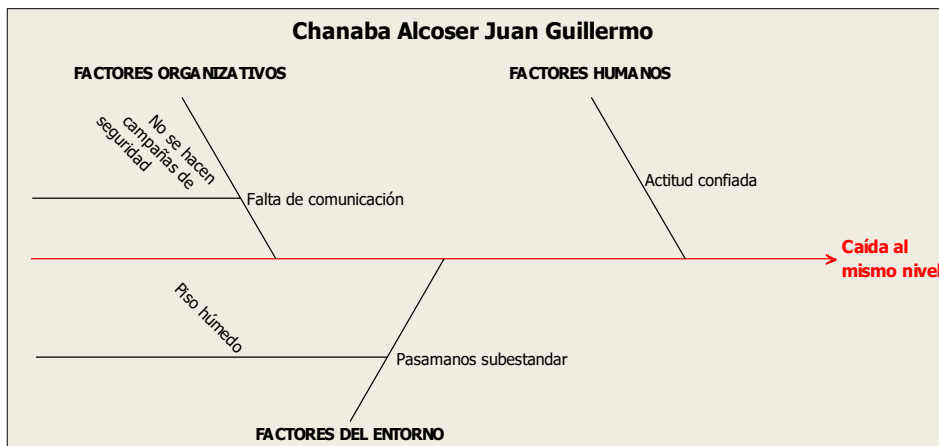 Chanaba Alcoser Juan Guillermo
FACTORES ORGANIZATIVOS
FACTORES HUMANOS
No se hacen
campañas de
seguridad
Falta de comunicación
Actitud confiada
Caída al
mismo nivel
Piso húmedo
Pasamanos subestandar
FACTORES DEL ENTORNO